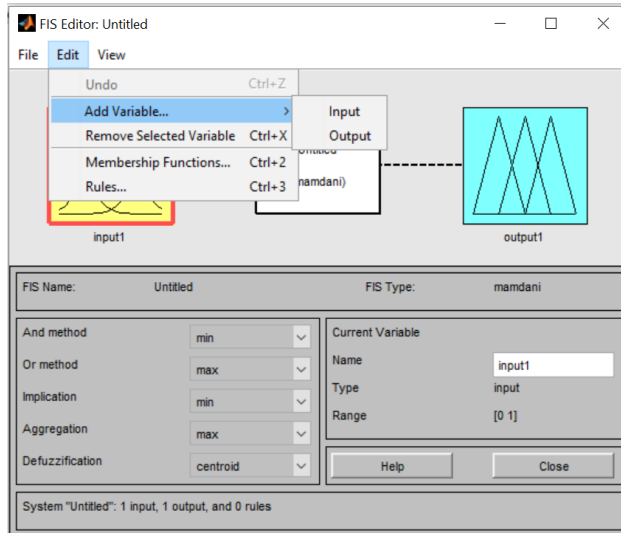 FIS Editor: Untitled
File Edit View
Undo Ctrl+Z
Add Variable... > Input
Remove Selected Variable Ctrl+X Output
Membership Functions... Ctrl+2
Rules... Ctrl+3
Untitled
(mamdani)
input1
output1
FIS Name: Untitled FIS Type: mamdani
And method min
Or method max
Implication min
Aggregation max
Defuzzification centroid
Current Variable
Name input1
Type input
Range [0 1]
Help Close
System "Untitled": 1 input, 1 output, and 0 rules